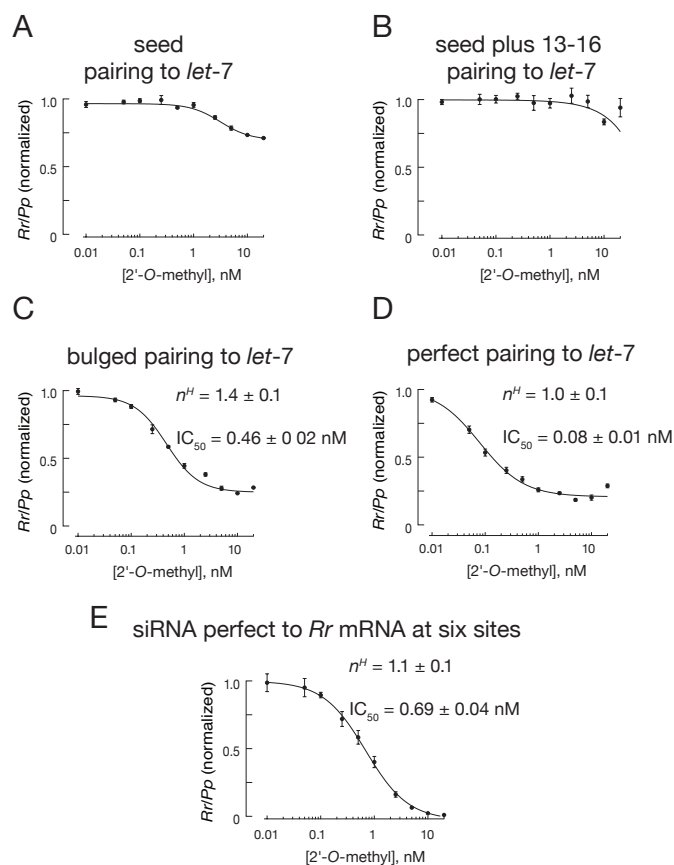 A
seed
pairing to let-7
1.0
0.5
0
Rr/Pp (normalized)
0.01 0.1 1 10
[2'-O-methyl], nM
B
seed plus 13-16
pairing to let-7
1.0
0.5
0
Rr/Pp (normalized)
0.01 0.1 1 10
[2'-O-methyl], nM
C
bulged pairing to let-7
nH = 1.4 ± 0.1
IC50 = 0.46 ± 0 02 nM
1.0
0.5
0
Rr/Pp (normalized)
0.01 0.1 1 10
[2'-O-methyl], nM
D
perfect pairing to let-7
nH = 1.0 ± 0.1
IC50 = 0.08 ± 0.01 nM
1.0
0.5
0
Rr/Pp (normalized)
0.01 0.1 1 10
[2'-O-methyl], nM
E
siRNA perfect to Rr mRNA at six sites
nH = 1.1 ± 0.1
IC50 = 0.69 ± 0.04 nM
1.0
0.5
0
Rr/Pp (normalized)
0.01 0.1 1 10
[2'-O-methyl], nM